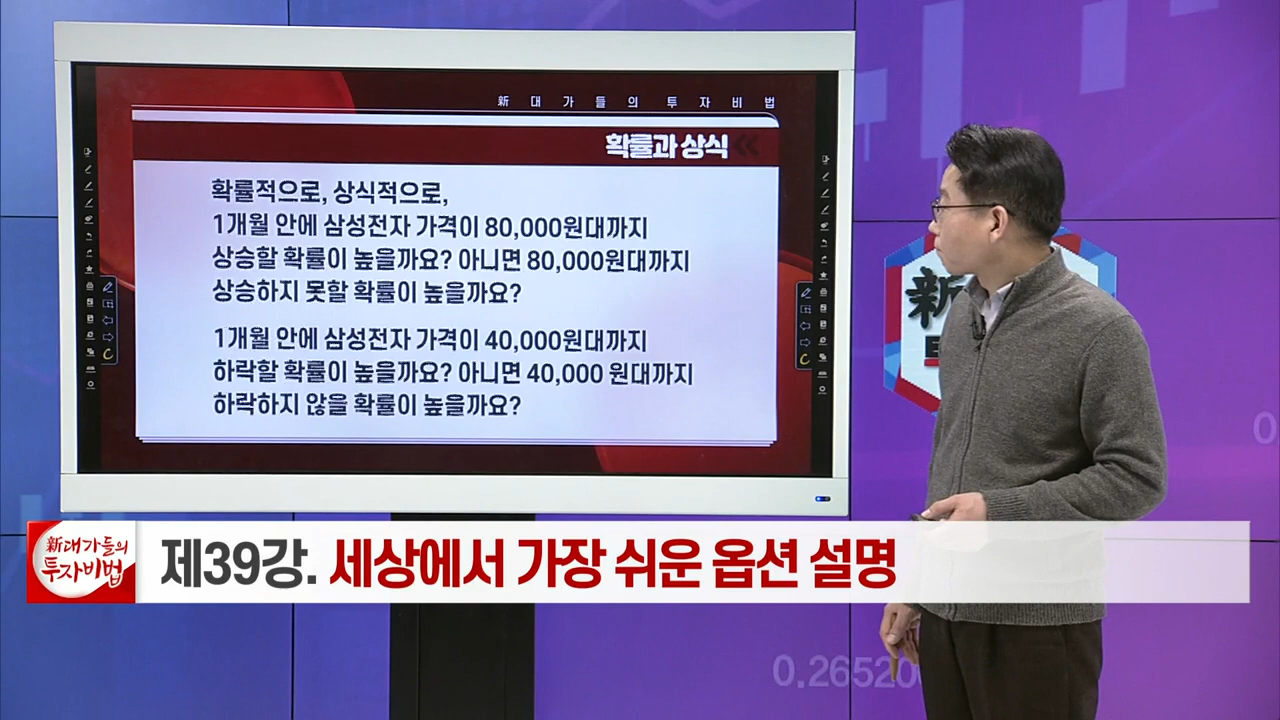 新 대 가 들 의 투 자 비 법
확률과 상식
확률적으로, 상식적으로,
1개월 안에 삼성전자 가격이 80,000원대까지
상승할 확률이 높을까요? 아니면 80,000원대까지
상승하지 못할 확률이 높을까요?
1개월 안에 삼성전자 가격이 40,000원대까지
하락할 확률이 높을까요? 아니면 40,000 원대까지
하락하지 않을 확률이 높을까요?
新
新대가들의
투자비법
제39강. 세상에서 가장 쉬운 옵션 설명
0.26520